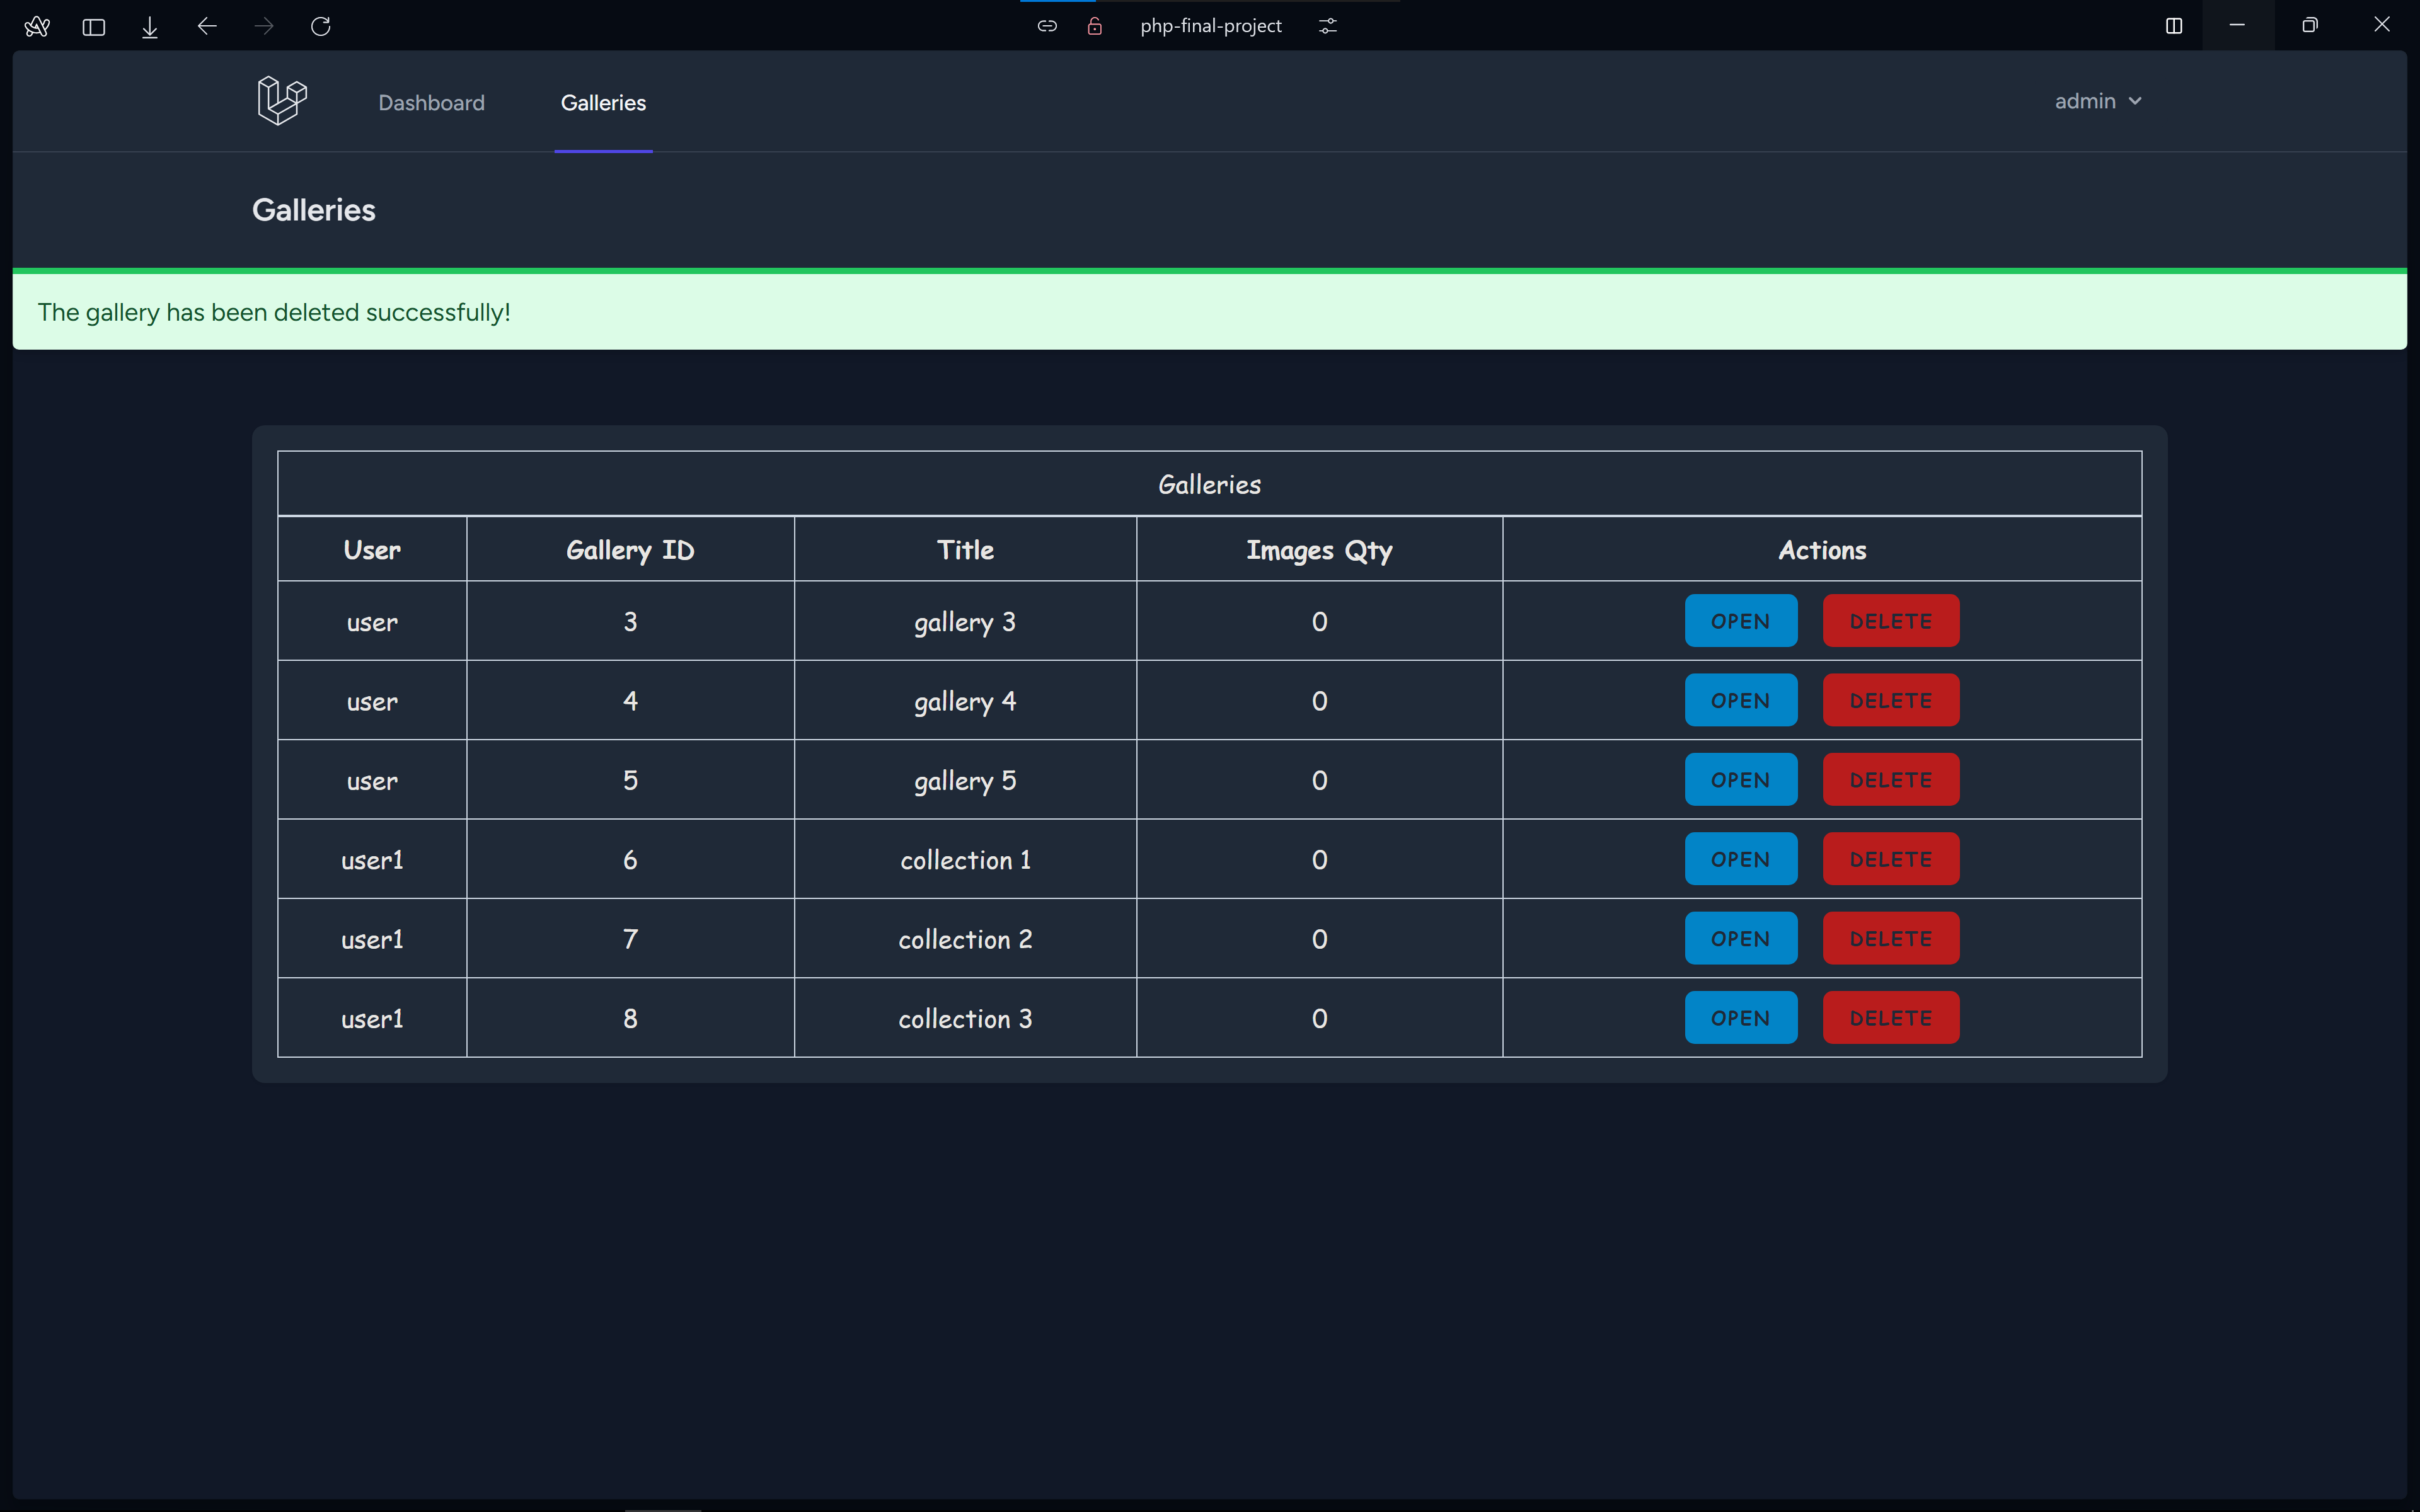 php-final-project
Dashboard Galleries admin
Galleries
The gallery has been deleted successfully!
Galleries
User Gallery ID Title Images Qty Actions
user 3 gallery 3 0 OPEN DELETE
user 4 gallery 4 0 OPEN DELETE
user 5 gallery 5 0 OPEN DELETE
user1 6 collection 1 0 OPEN DELETE
user1 7 collection 2 0 OPEN DELETE
user1 8 collection 3 0 OPEN DELETE